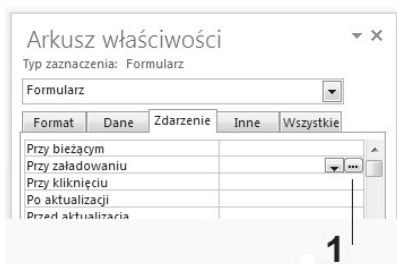 Arkusz właściwości
Typ zaznaczenia: Formularz
Formularz
Format Dane Zdarzenie Inne Wszystkie
Przy bieżącym
Przy załadowaniu
Przy kliknięciu
Po aktualizacji
Przed aktualizacją
1